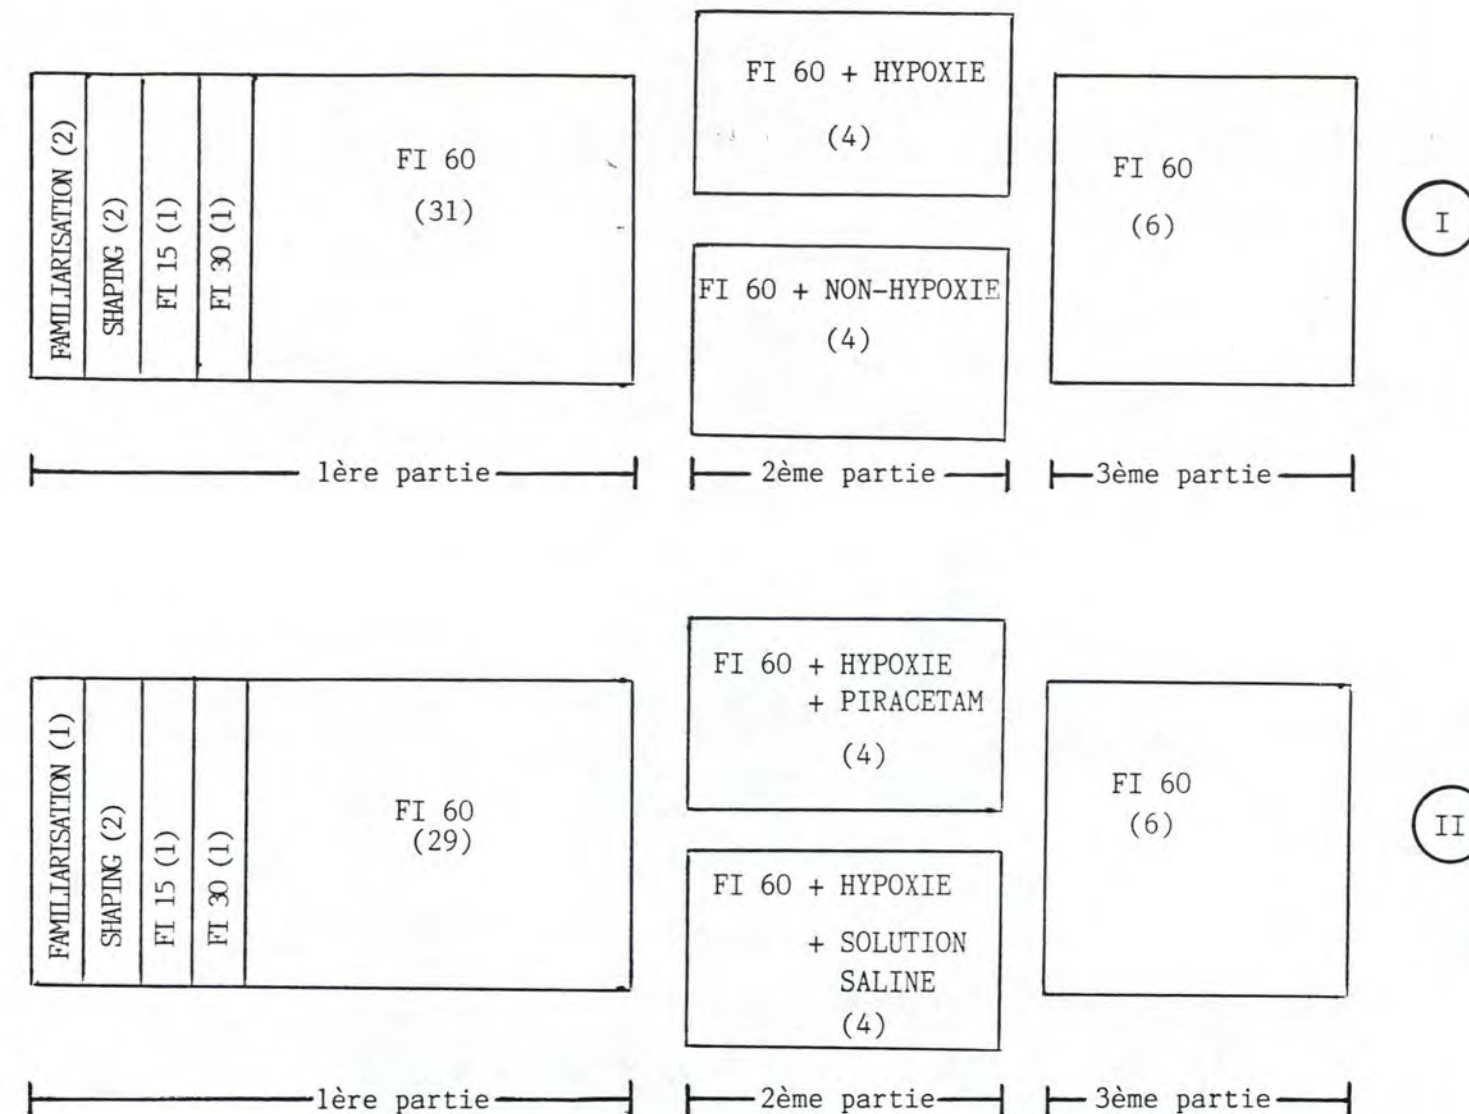 FAMILIARISATION (2)
SHAPING (2)
FI 15 (1)
FI 30 (1)
FI 60
(31)
FI 60 + HYPOXIE
(4)
FI 60 + NON-HYPOXIE
(4)
FI 60
(6)
I
1ère partie
2ème partie
3ème partie
FAMILIARISATION (1)
SHAPING (2)
FI 15 (1)
FI 30 (1)
FI 60
(29)
FI 60 + HYPOXIE
+ PIRACETAM
(4)
FI 60 + HYPOXIE
+ SOLUTION
SALINE
(4)
FI 60
(6)
II
1ère partie
2ème partie
3ème partie